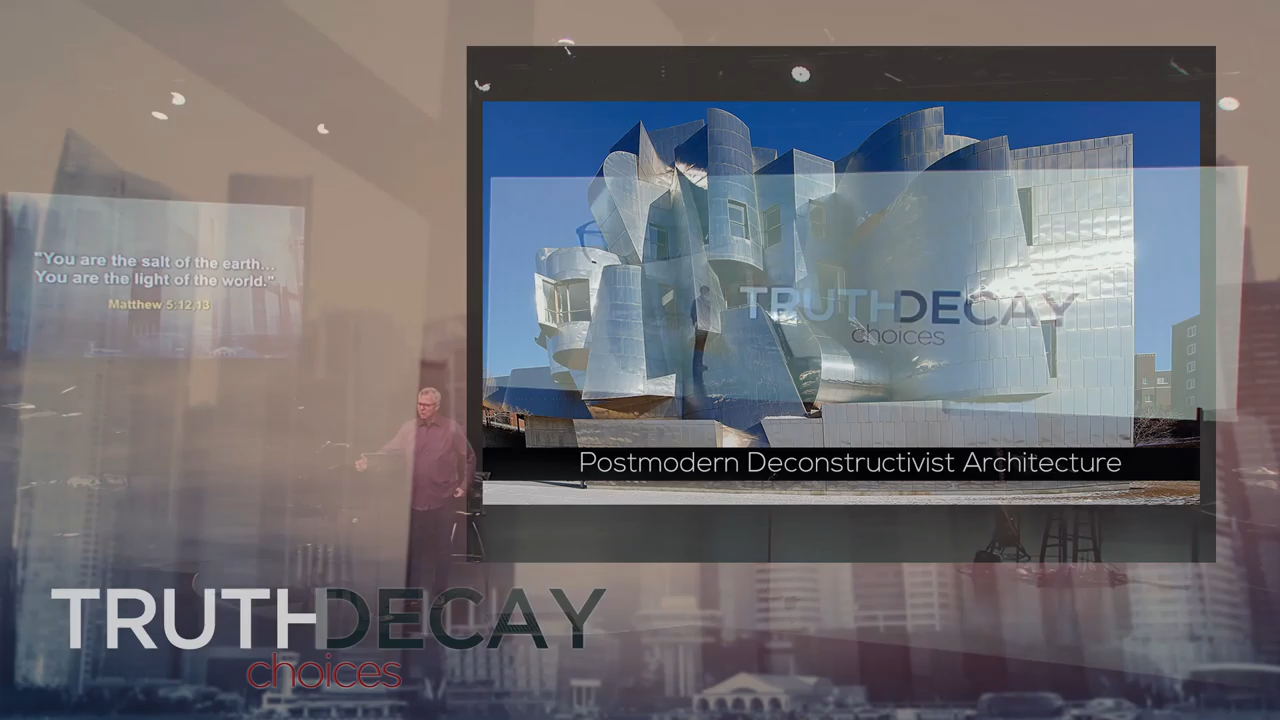 "You are the salt of the earth...
You are the light of the world."
Matthew 5:12,13
TRUTHDECAY
choices
Postmodern Deconstructivist Architecture
TRUTHDECAY
choices